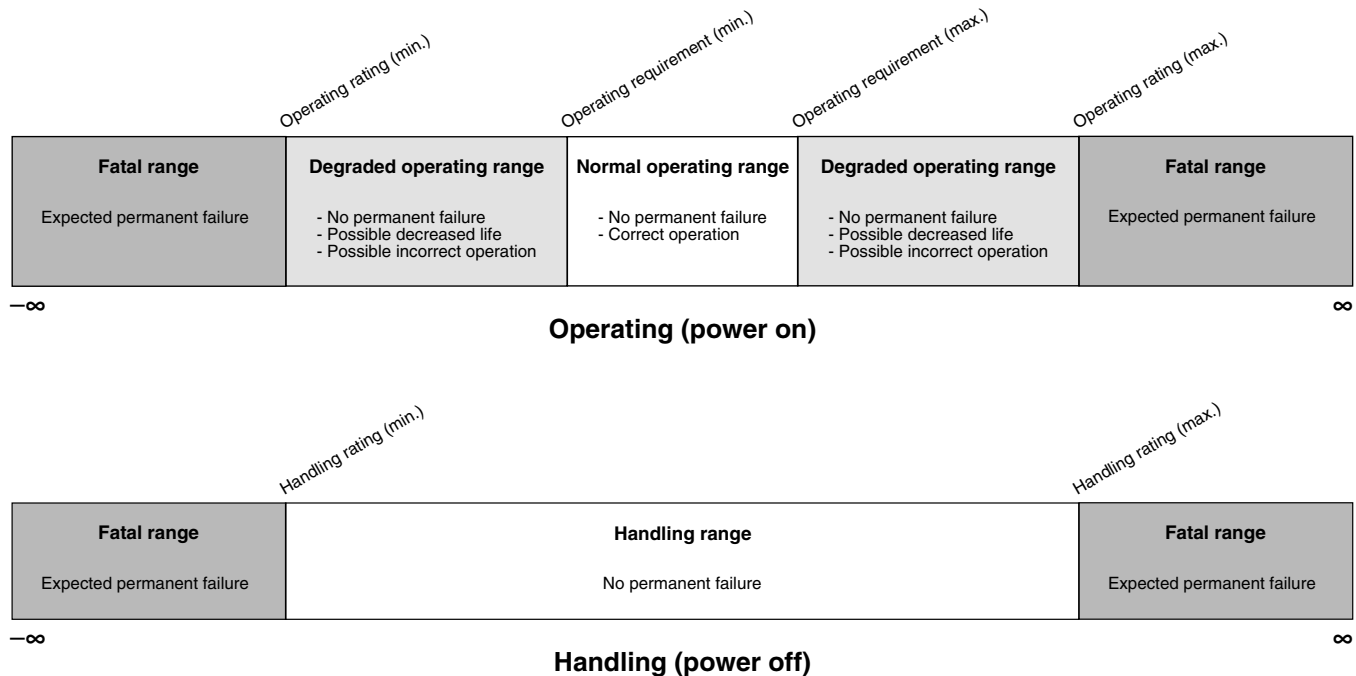 Operating rating (min.)
Operating requirement (min.)
Operating requirement (max.)
Operating rating (max.)
Fatal range
Expected permanent failure
Degraded operating range
- No permanent failure
- Possible decreased life
- Possible incorrect operation
Normal operating range
- No permanent failure
- Correct operation
Degraded operating range
- No permanent failure
- Possible decreased life
- Possible incorrect operation
Fatal range
Expected permanent failure
–∞
∞
Operating (power on)
Handling rating (min.)
Handling rating (max.)
Fatal range
Expected permanent failure
Handling range
No permanent failure
Fatal range
Expected permanent failure
–∞
∞
Handling (power off)